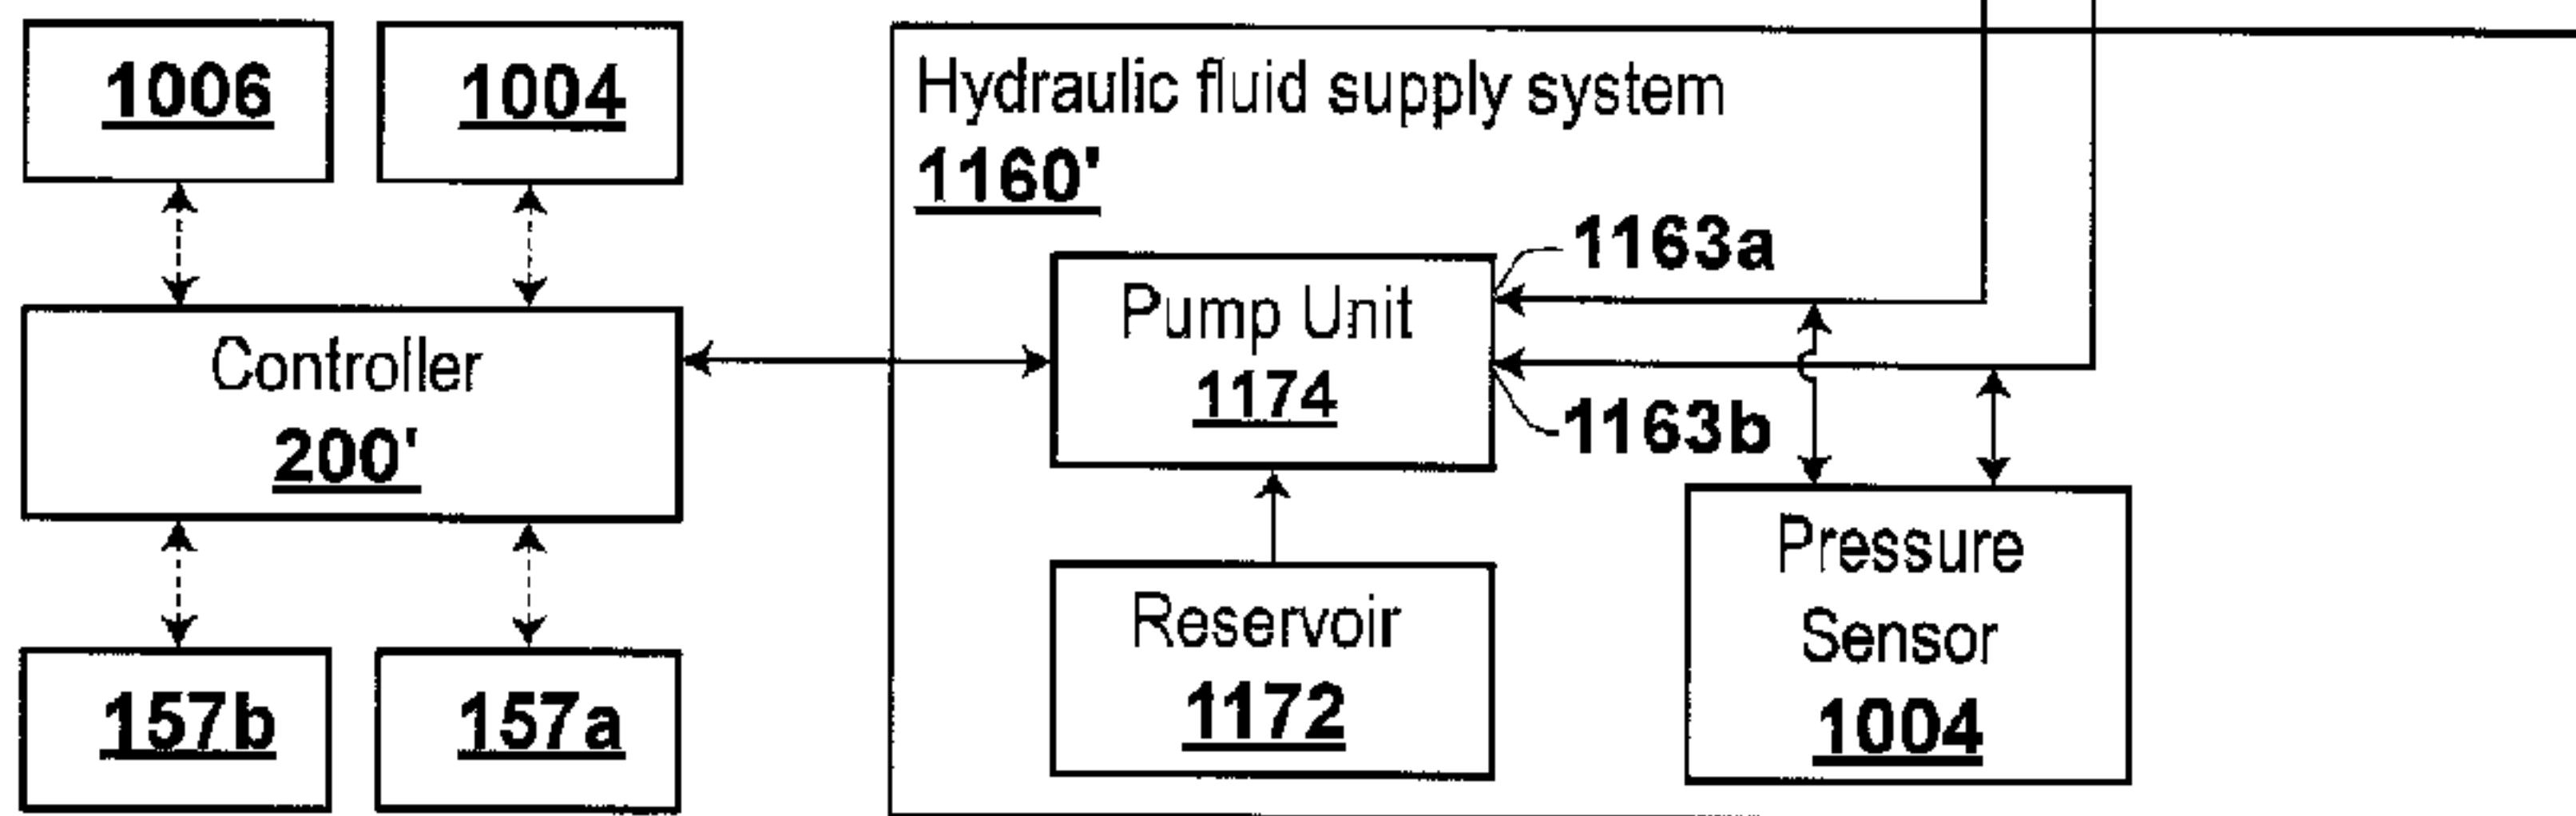 1006
1004
Controller
200'
157b
157a
Hydraulic fluid supply system
1160'
1163a
Pump Unit
1174
1163b
Reservoir
1172
Pressure
Sensor
1004